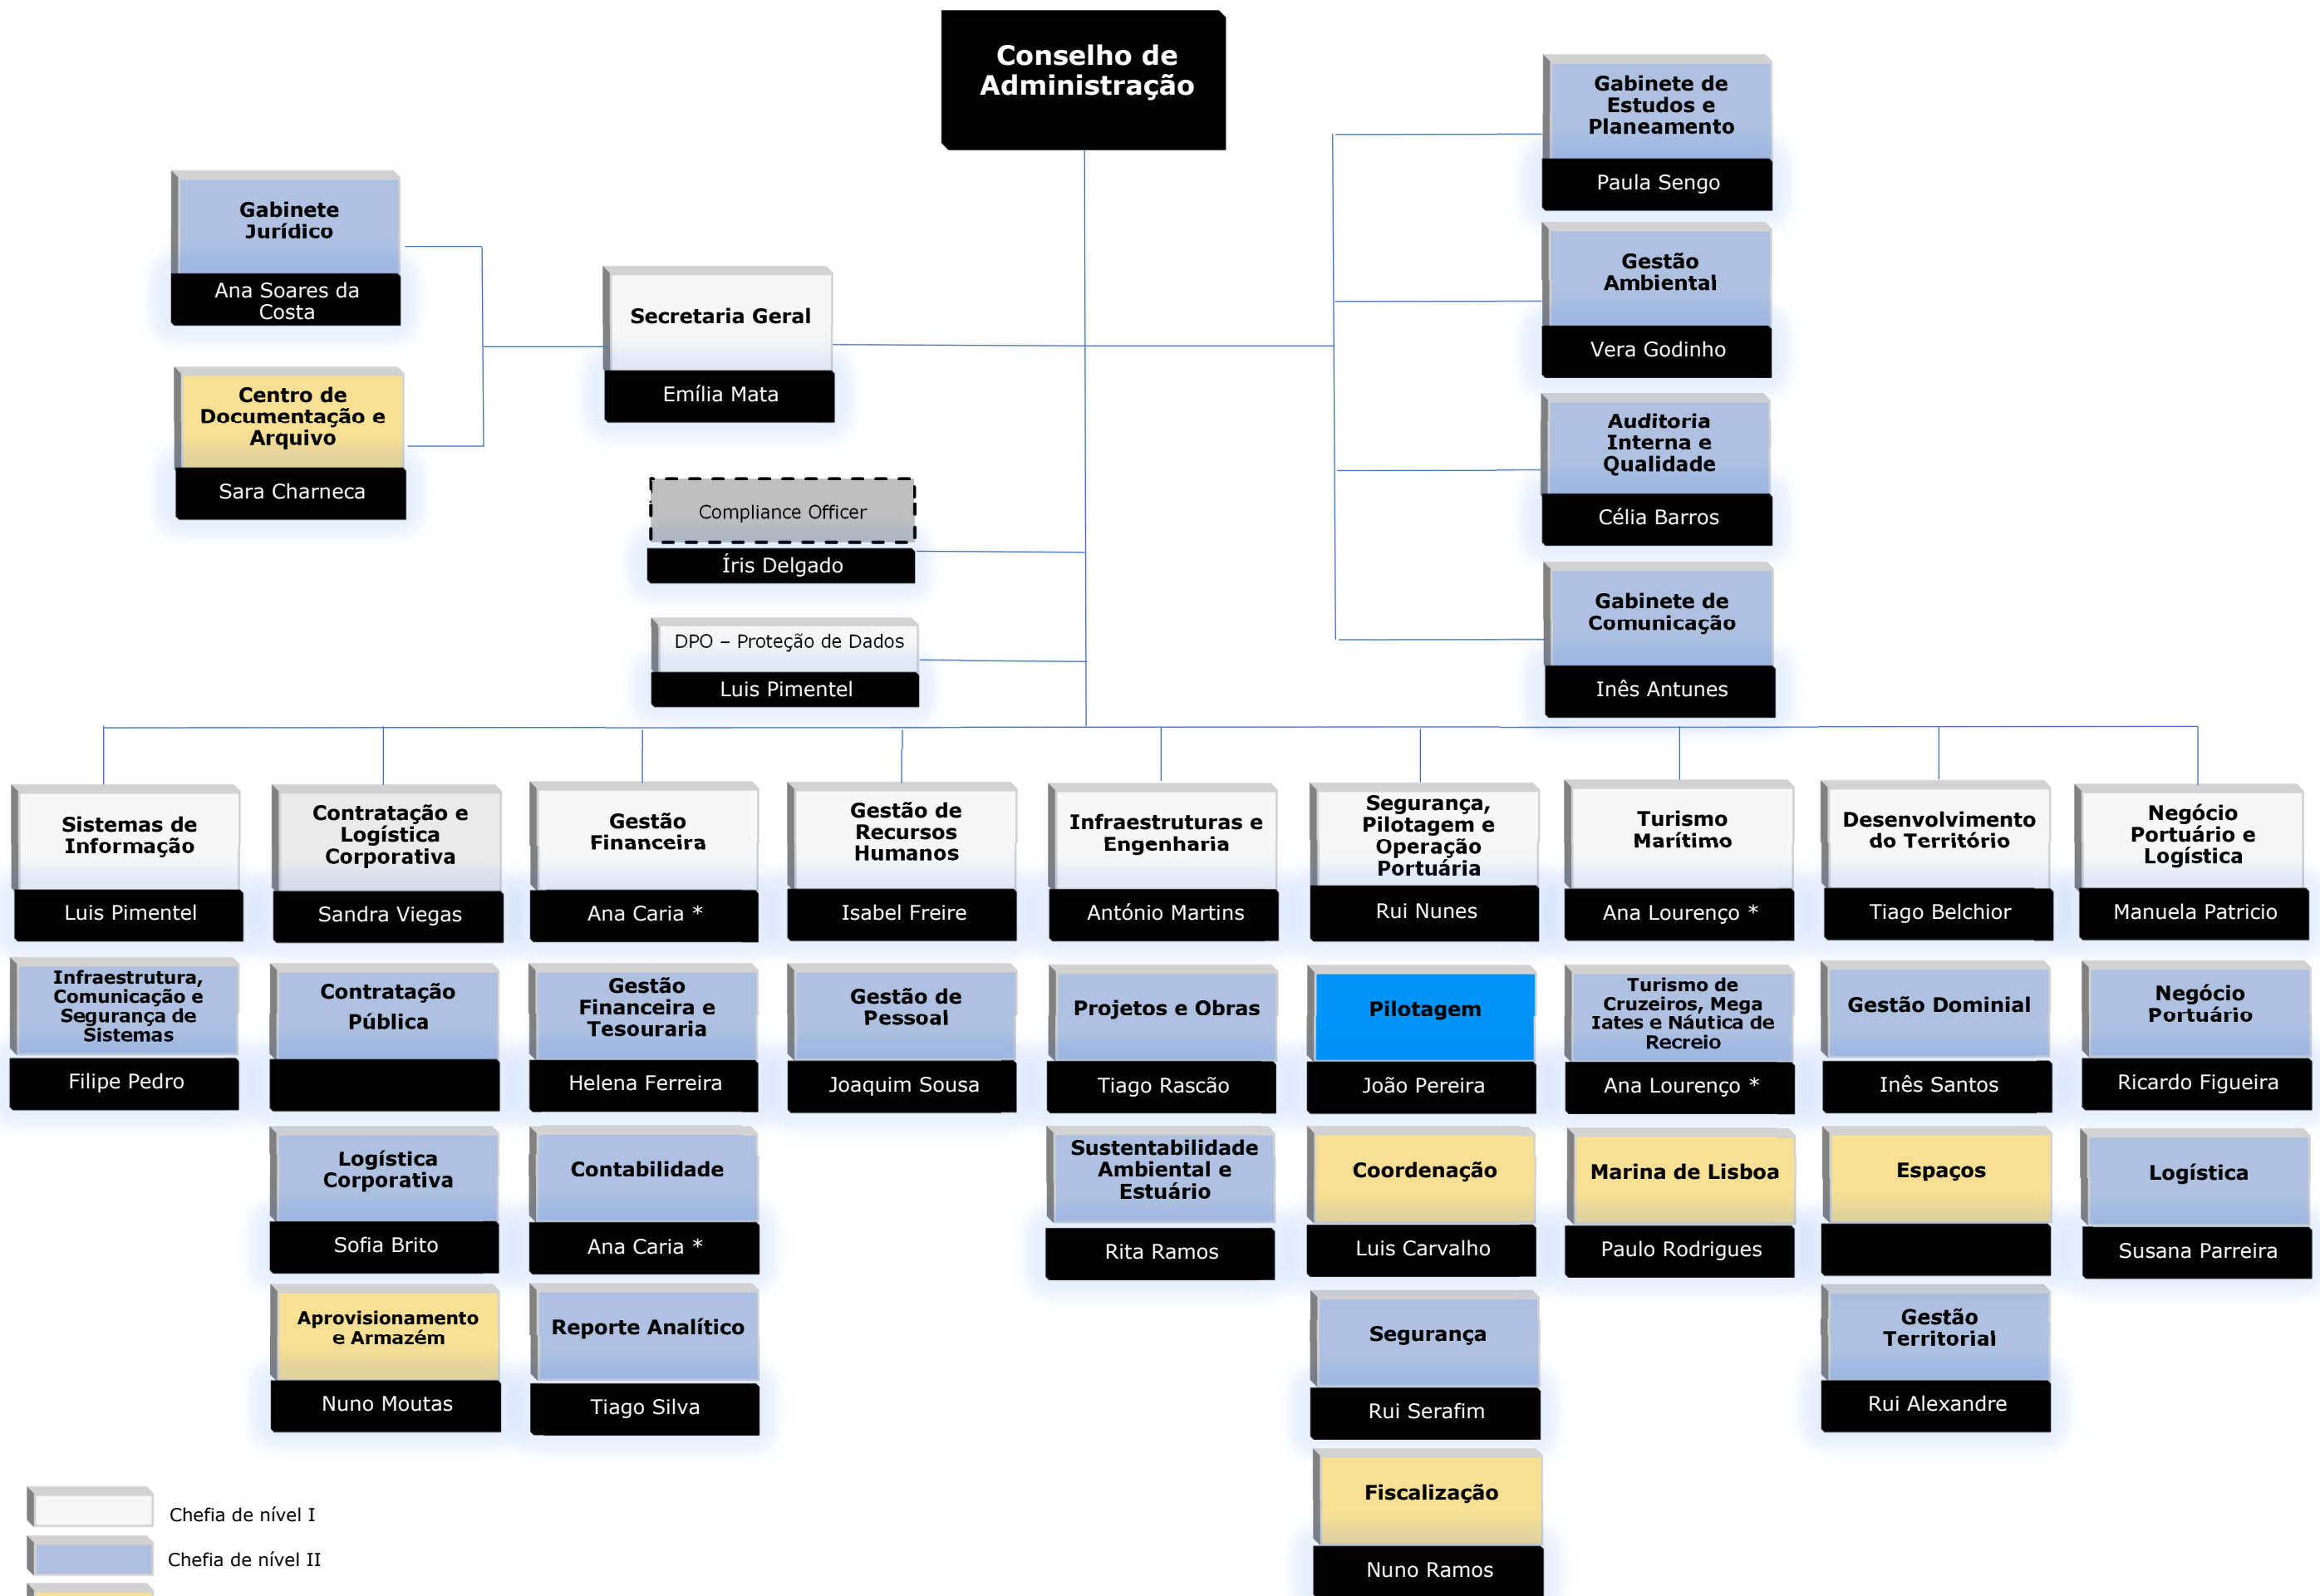 Conselho de
Administração
Gabinete de
Estudos e
Planeamento
Paula Sengo
Gabinete
Jurídico
Ana Soares da
Costa
Gestão
Ambiental
Vera Godinho
Secretaria Geral
Emília Mata
Centro de
Documentação e
Arquivo
Sara Charneca
Auditoria
Interna e
Qualidade
Célia Barros
Compliance Officer
Íris Delgado
Gabinete de
Comunicação
Inês Antunes
DPO – Proteção de Dados
Luis Pimentel
Sistemas de
Informação
Luis Pimentel
Contratação e
Logística
Corporativa
Sandra Viegas
Gestão
Financeira
Ana Caria *
Gestão de
Recursos
Humanos
Isabel Freire
Infraestruturas e
Engenharia
António Martins
Segurança,
Pilotagem e
Operação
Portuária
Rui Nunes
Turismo
Marítimo
Ana Lourenço *
Desenvolvimento
do Território
Tiago Belchior
Negócio
Portuário e
Logística
Manuela Patricio
Infraestrutura,
Comunicação e
Segurança de
Sistemas
Filipe Pedro
Contratação
Pública
Gestão
Financeira e
Tesouraria
Helena Ferreira
Gestão de
Pessoal
Joaquim Sousa
Projetos e Obras
Tiago Rascão
Pilotagem
João Pereira
Turismo de
Cruzeiros, Mega
Iates e Náutica de
Recreio
Ana Lourenço *
Gestão Dominial
Inês Santos
Negócio
Portuário
Ricardo Figueira
Logística
Corporativa
Sofia Brito
Contabilidade
Ana Caria *
Sustentabilidade
Ambiental e
Estuário
Rita Ramos
Coordenação
Luis Carvalho
Marina de Lisboa
Paulo Rodrigues
Espaços
Logística
Susana Parreira
Aprovisionamento
e Armazém
Nuno Moutas
Reporte Analítico
Tiago Silva
Segurança
Rui Serafim
Gestão
Territorial
Rui Alexandre
Fiscalização
Nuno Ramos
Chefia de nível I
Chefia de nível II